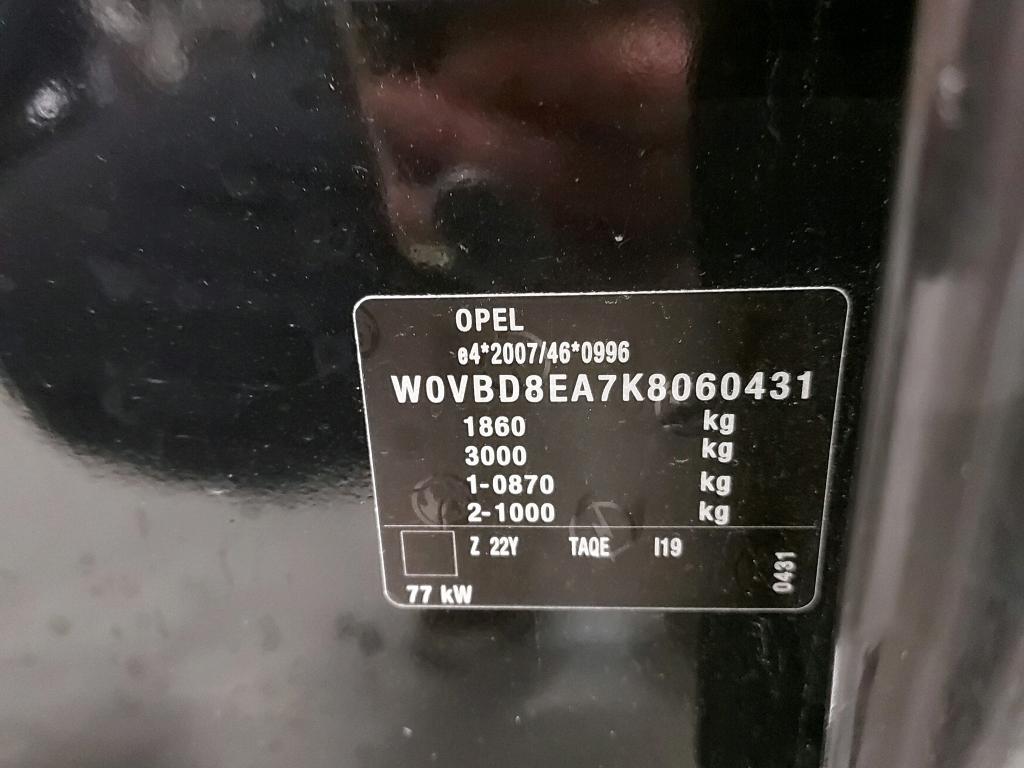 OPEL
e4*2007/46*0996
W0VBD8EA7K8060431
1860 kg
3000 kg
1-0870 kg
2-1000 kg
Z 22Y TAQE I19
0431
77 kW